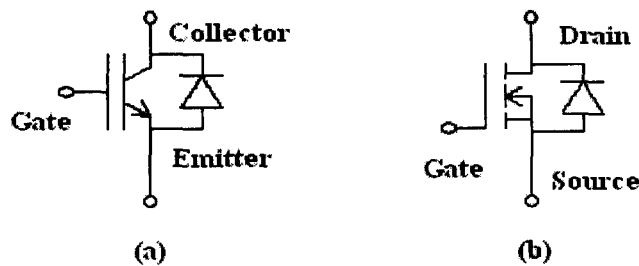 Collector
Gate
Emitter
(a)
Drain
Gate
Source
(b)